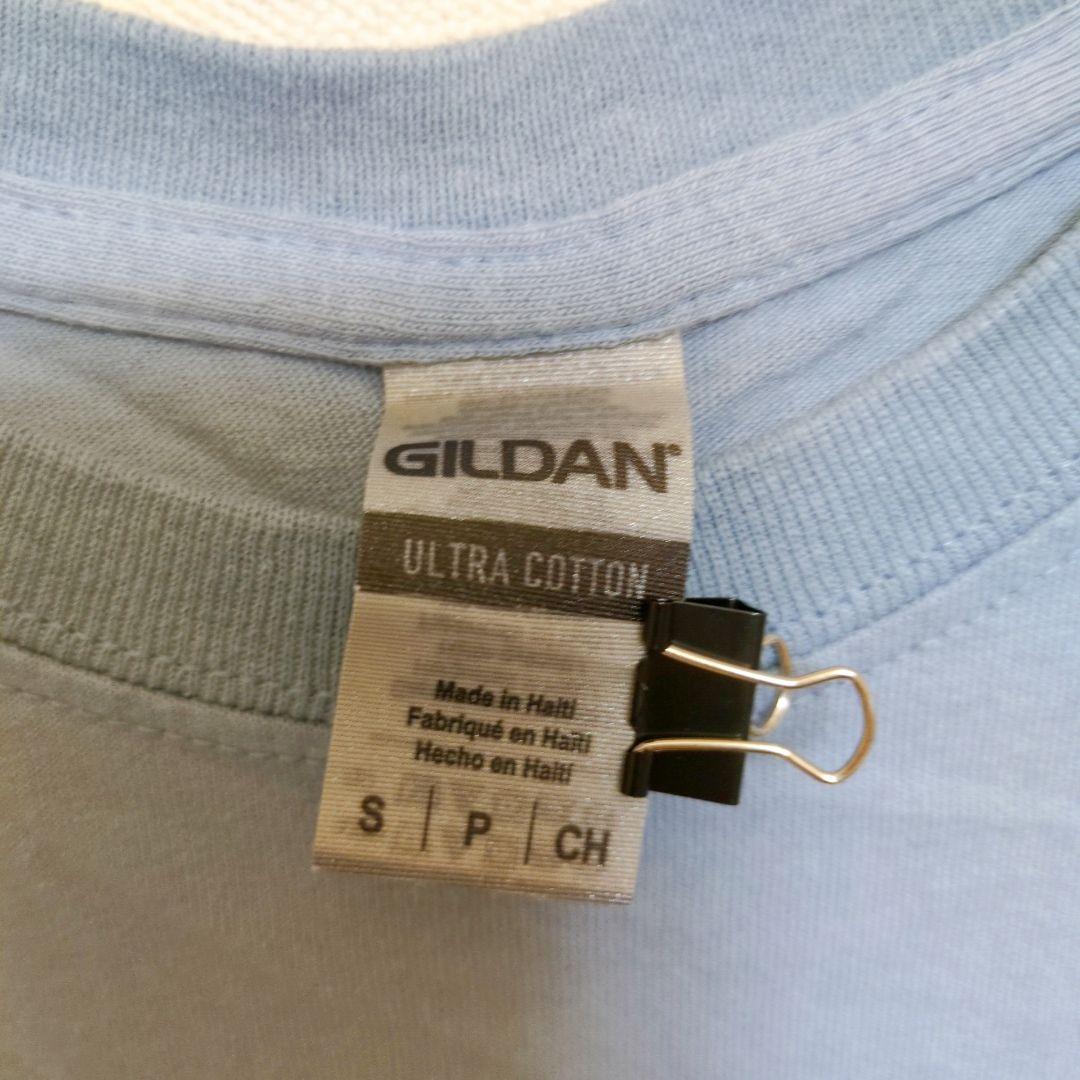 GILDAN®
ULTRA COTTON
Made in Haiti
Fabriqué en Haïti
Hecho en Haití
S | P | CH